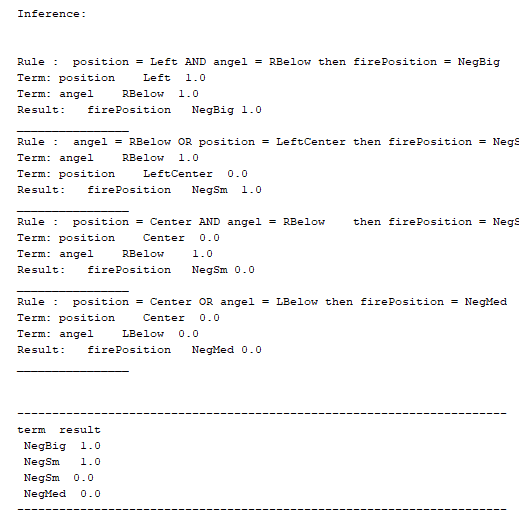 Inference:
Rule :  position = Left AND angel = RBelow then firePosition = NegBig
Term: position    Left  1.0
Term: angel    RBelow  1.0
Result:   firePosition   NegBig 1.0
________________
Rule :  angel = RBelow OR position = LeftCenter then firePosition = NegS
Term: angel    RBelow  1.0
Term: position    LeftCenter  0.0
Result:   firePosition   NegSm  1.0
________________
Rule :  position = Center AND angel = RBelow    then firePosition = NegS
Term: position    Center  0.0
Term: angel    RBelow    1.0
Result:   firePosition   NegSm 0.0
________________
Rule :  position = Center OR angel = LBelow then firePosition = NegMed
Term: position    Center  0.0
Term: angel    LBelow  0.0
Result:   firePosition   NegMed 0.0
________________
----------------------------------------------------------------------
term  result
NegBig  1.0
NegSm   1.0
NegSm  0.0
NegMed  0.0
----------------------------------------------------------------------